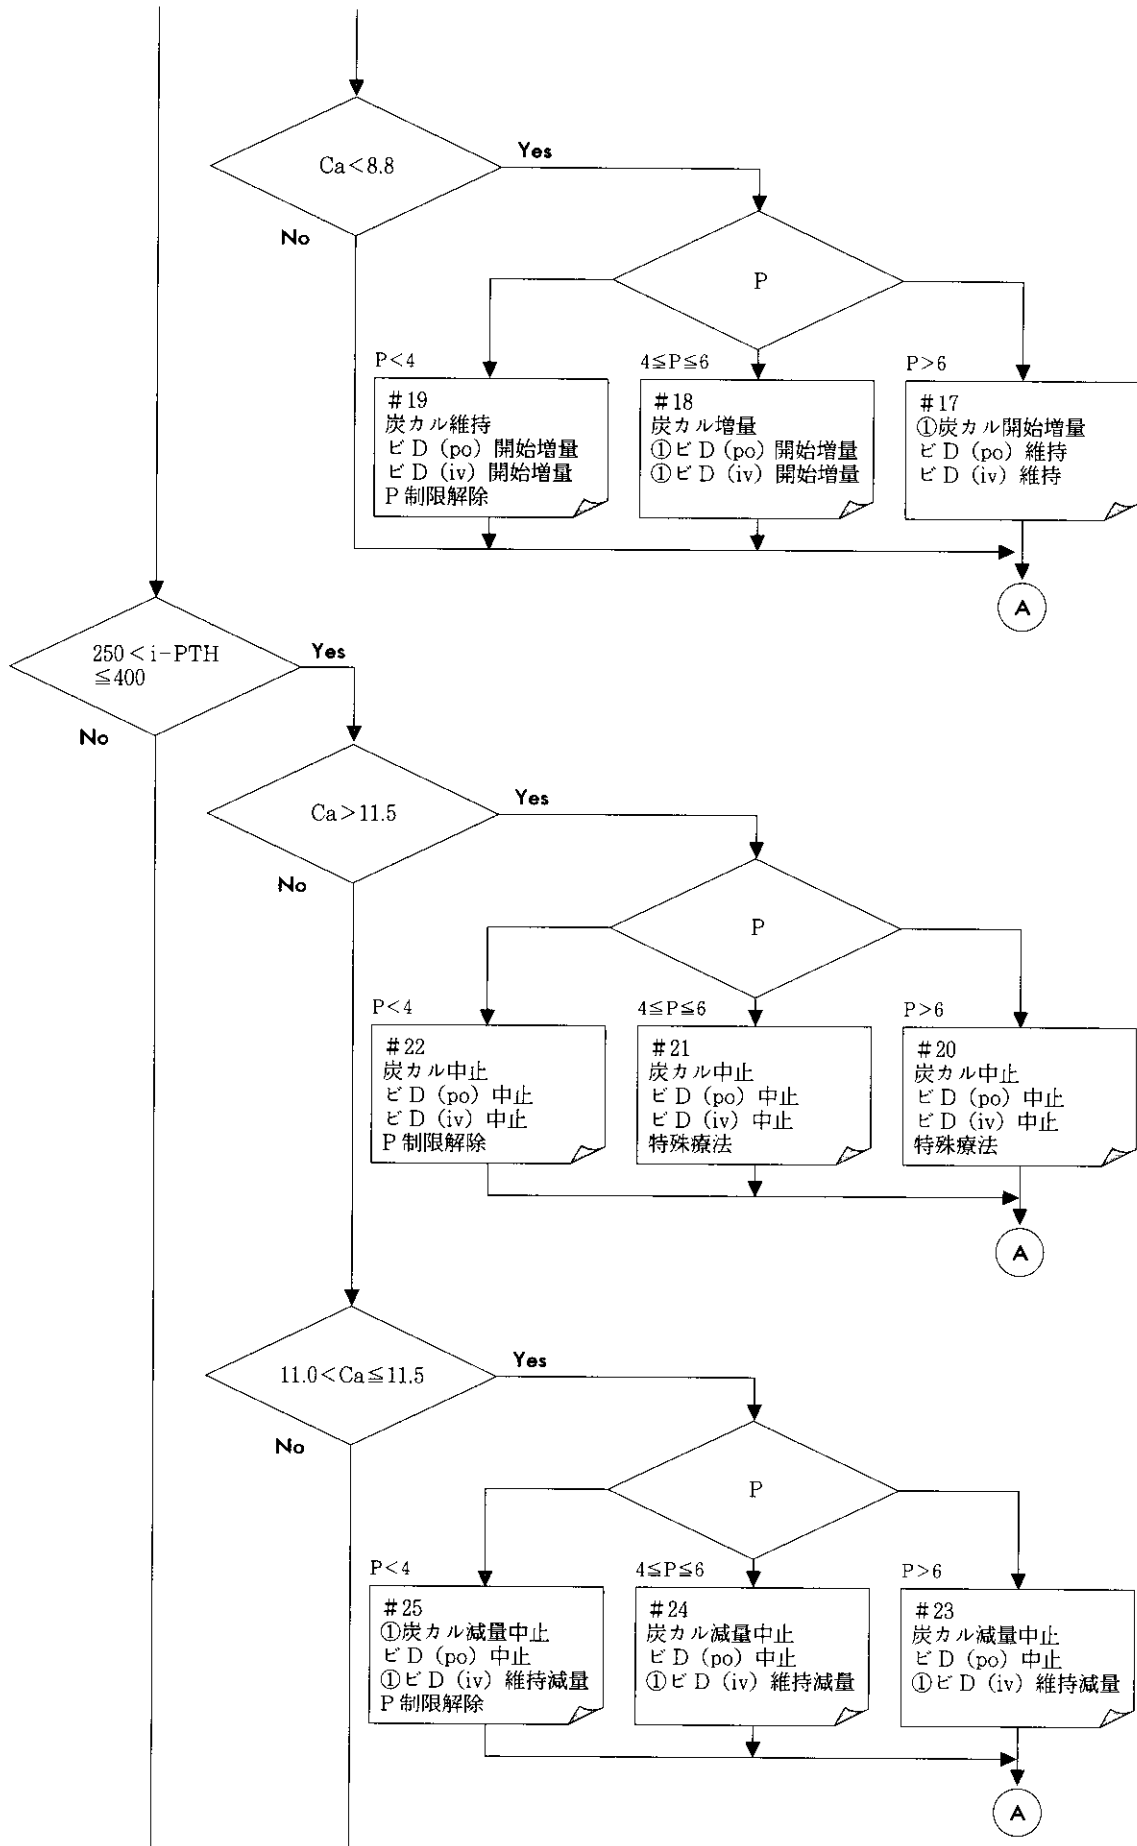 Ca<8.8
Yes
No
P
P<4
4≦P≦6
P>6
#19
炭カル維持
ビD(po)開始増量
ビD(iv)開始増量
P制限解除
#18
炭カル増量
①ビD(po)開始増量
①ビD(iv)開始増量
#17
①炭カル開始増量
ビD(po)維持
ビD(iv)維持
A
250<i-PTH
≦400
Yes
No
Ca>11.5
Yes
No
P
P<4
4≦P≦6
P>6
#22
炭カル中止
ビD(po)中止
ビD(iv)中止
P制限解除
#21
炭カル中止
ビD(po)中止
ビD(iv)中止
特殊療法
#20
炭カル中止
ビD(po)中止
ビD(iv)中止
特殊療法
A
11.0<Ca≦11.5
Yes
No
P
P<4
4≦P≦6
P>6
#25
①炭カル減量中止
ビD(po)中止
①ビD(iv)維持減量
P制限解除
#24
炭カル減量中止
ビD(po)中止
①ビD(iv)維持減量
#23
炭カル減量中止
ビD(po)中止
①ビD(iv)維持減量
A